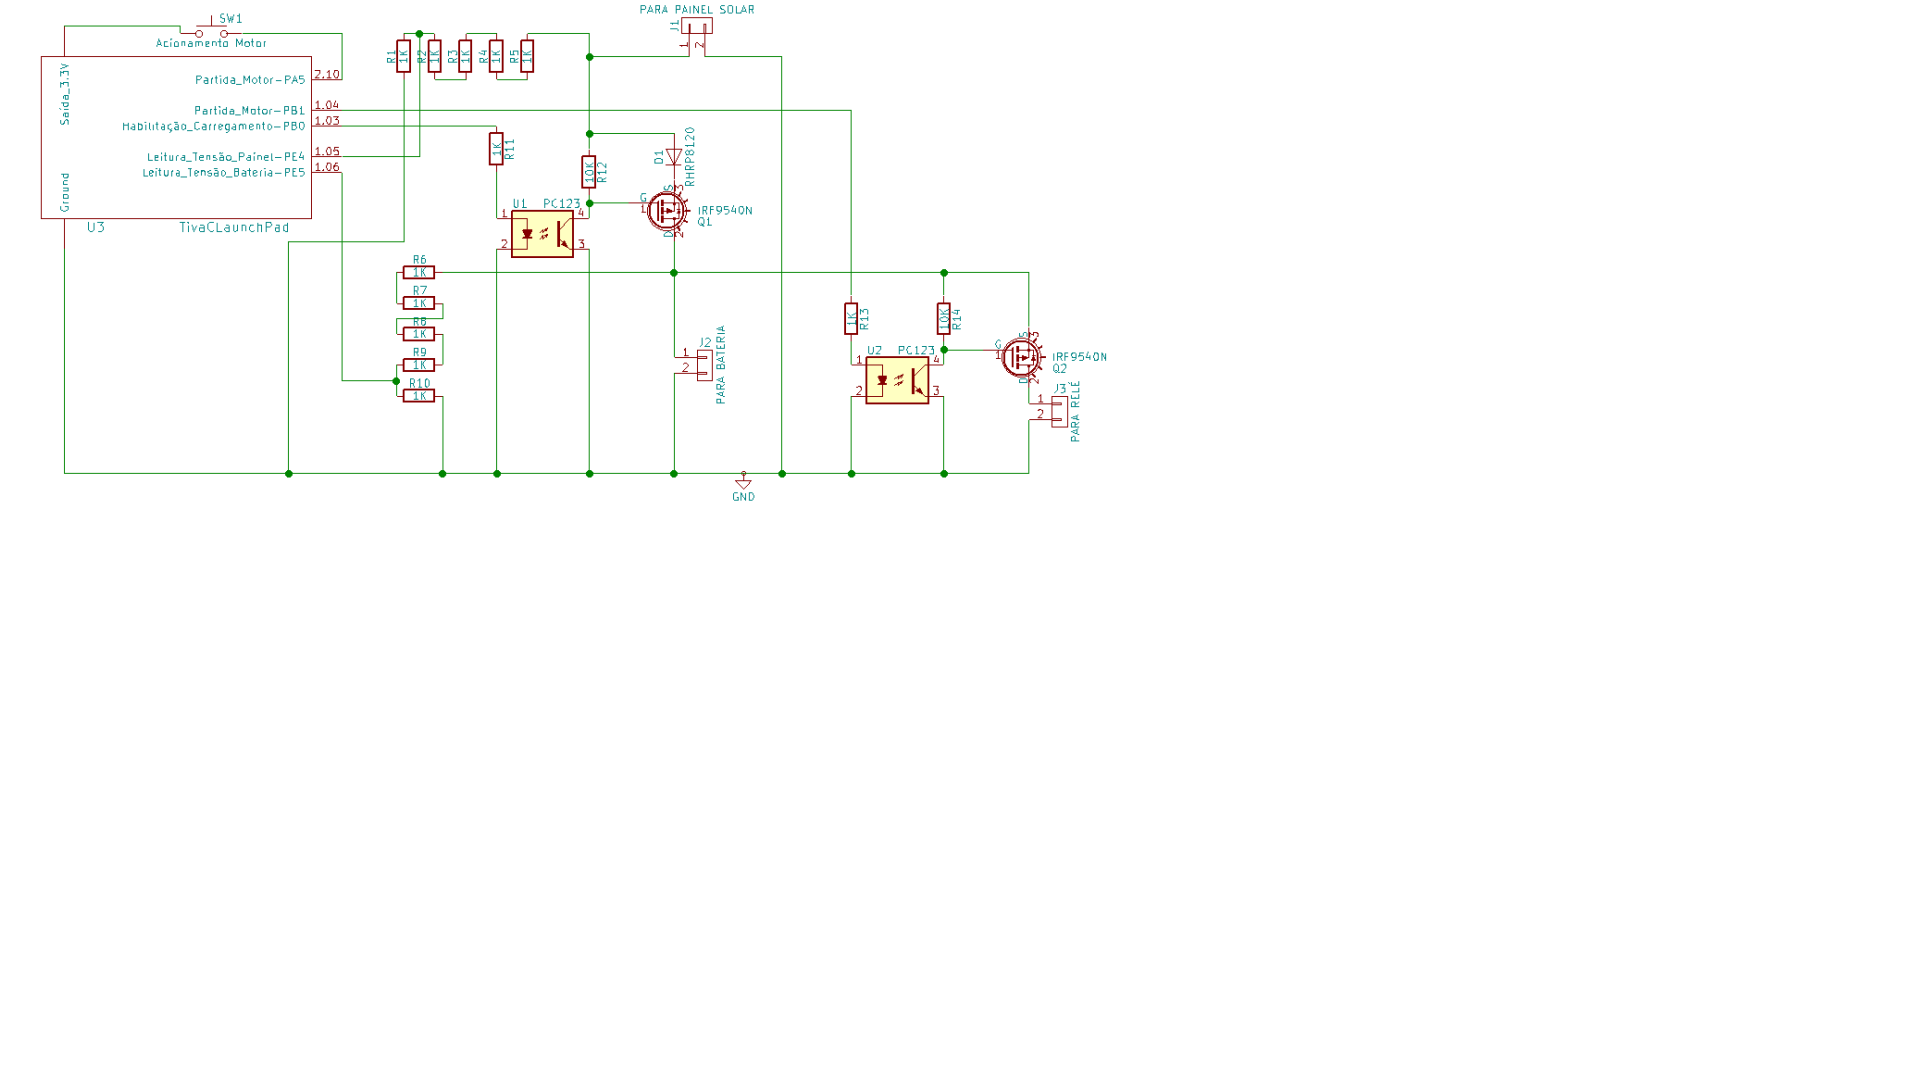 PARA PAINEL SOLAR
J1
1
2
SW1
Acionamento Motor
Saída_3.3V
Ground
Partida_Motor-PA5
2.10
Partida_Motor-PB1
1.04
Habilitação_Carregamento-PB0
1.03
Leitura_Tensão_Painel-PE4
1.05
Leitura_Tensão_Bateria-PE5
1.06
U3
TivaCLaunchPad
R1
1K
R2
1K
R3
1K
R4
1K
R5
1K
1K
R11
10K
R12
D1
RHRP8120
U1
PC123
1
2
4
3
G
1
S
3
D
2
IRF9540N
Q1
R6
1K
R7
1K
R8
1K
R9
1K
R10
1K
J2
1
2
PARA BATERIA
1K
R13
10K
R14
U2
PC123
1
2
4
3
G
1
S
3
D
2
IRF9540N
Q2
J3
1
2
PARA RELÉ
GND